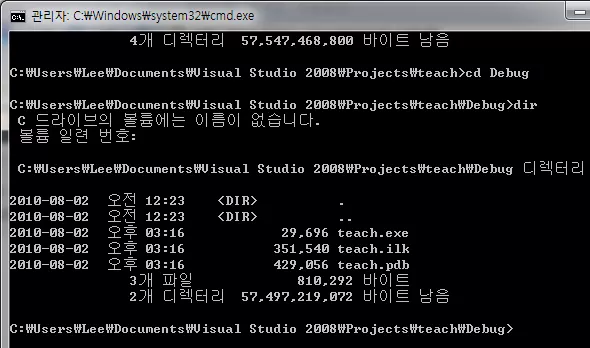 관리자: C:₩Windows₩system32₩cmd.exe
4개 디렉터리 57,547,468,800 바이트 남음
C:₩Users₩Lee₩Documents₩Visual Studio 2008₩Projects₩teach>cd Debug
C:₩Users₩Lee₩Documents₩Visual Studio 2008₩Projects₩teach₩Debug>dir
C 드라이브의 볼륨에는 이름이 없습니다.
볼륨 일련 번호:
C:₩Users₩Lee₩Documents₩Visual Studio 2008₩Projects₩teach₩Debug 디렉터리
2010-08-02 오전 12:23 <DIR> .
2010-08-02 오전 12:23 <DIR> ..
2010-08-02 오후 03:16 29,696 teach.exe
2010-08-02 오후 03:16 351,540 teach.ilk
2010-08-02 오후 03:16 429,056 teach.pdb
3개 파일 810,292 바이트
2개 디렉터리 57,497,219,072 바이트 남음
C:₩Users₩Lee₩Documents₩Visual Studio 2008₩Projects₩teach₩Debug>